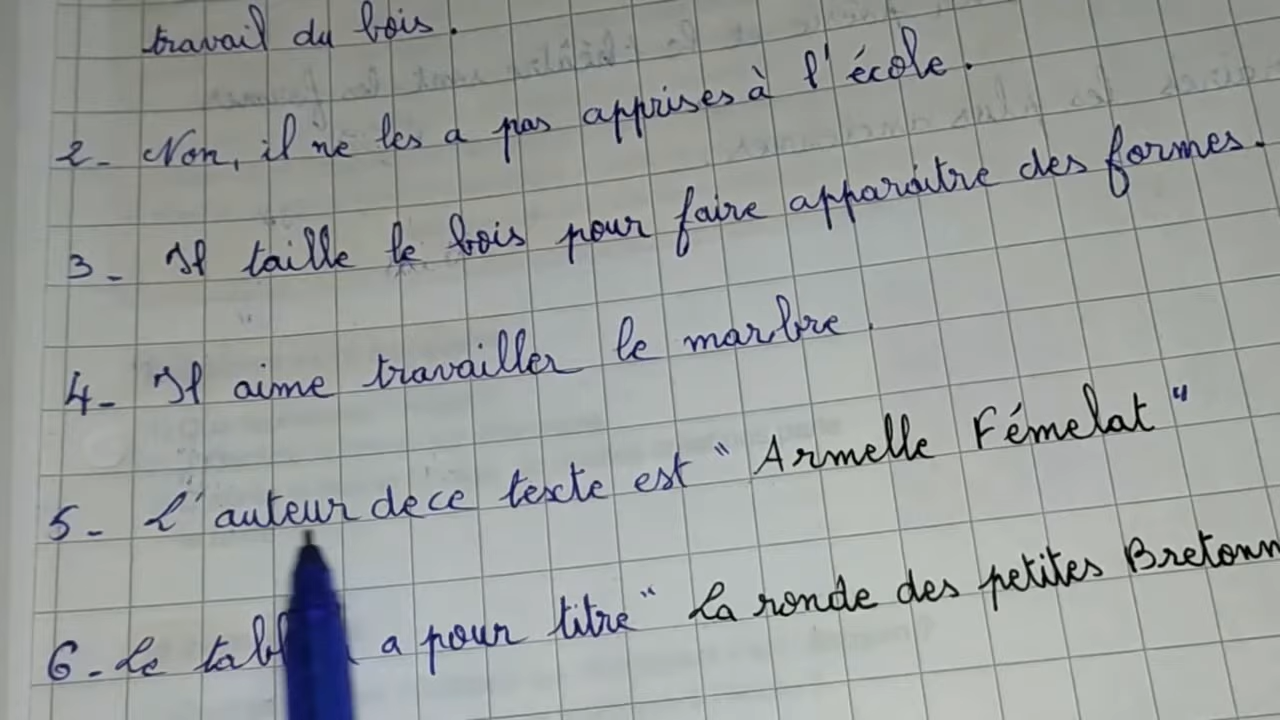 travail du bois.
2- Non, il ne les a pas apprises à l'école.
3- Il taille le bois pour faire apparaître des formes.
4- Il aime travailler le marbre.
5- L'auteur de ce texte est "Armelle Fémelat"
6- Le a pour titre "La ronde des petites